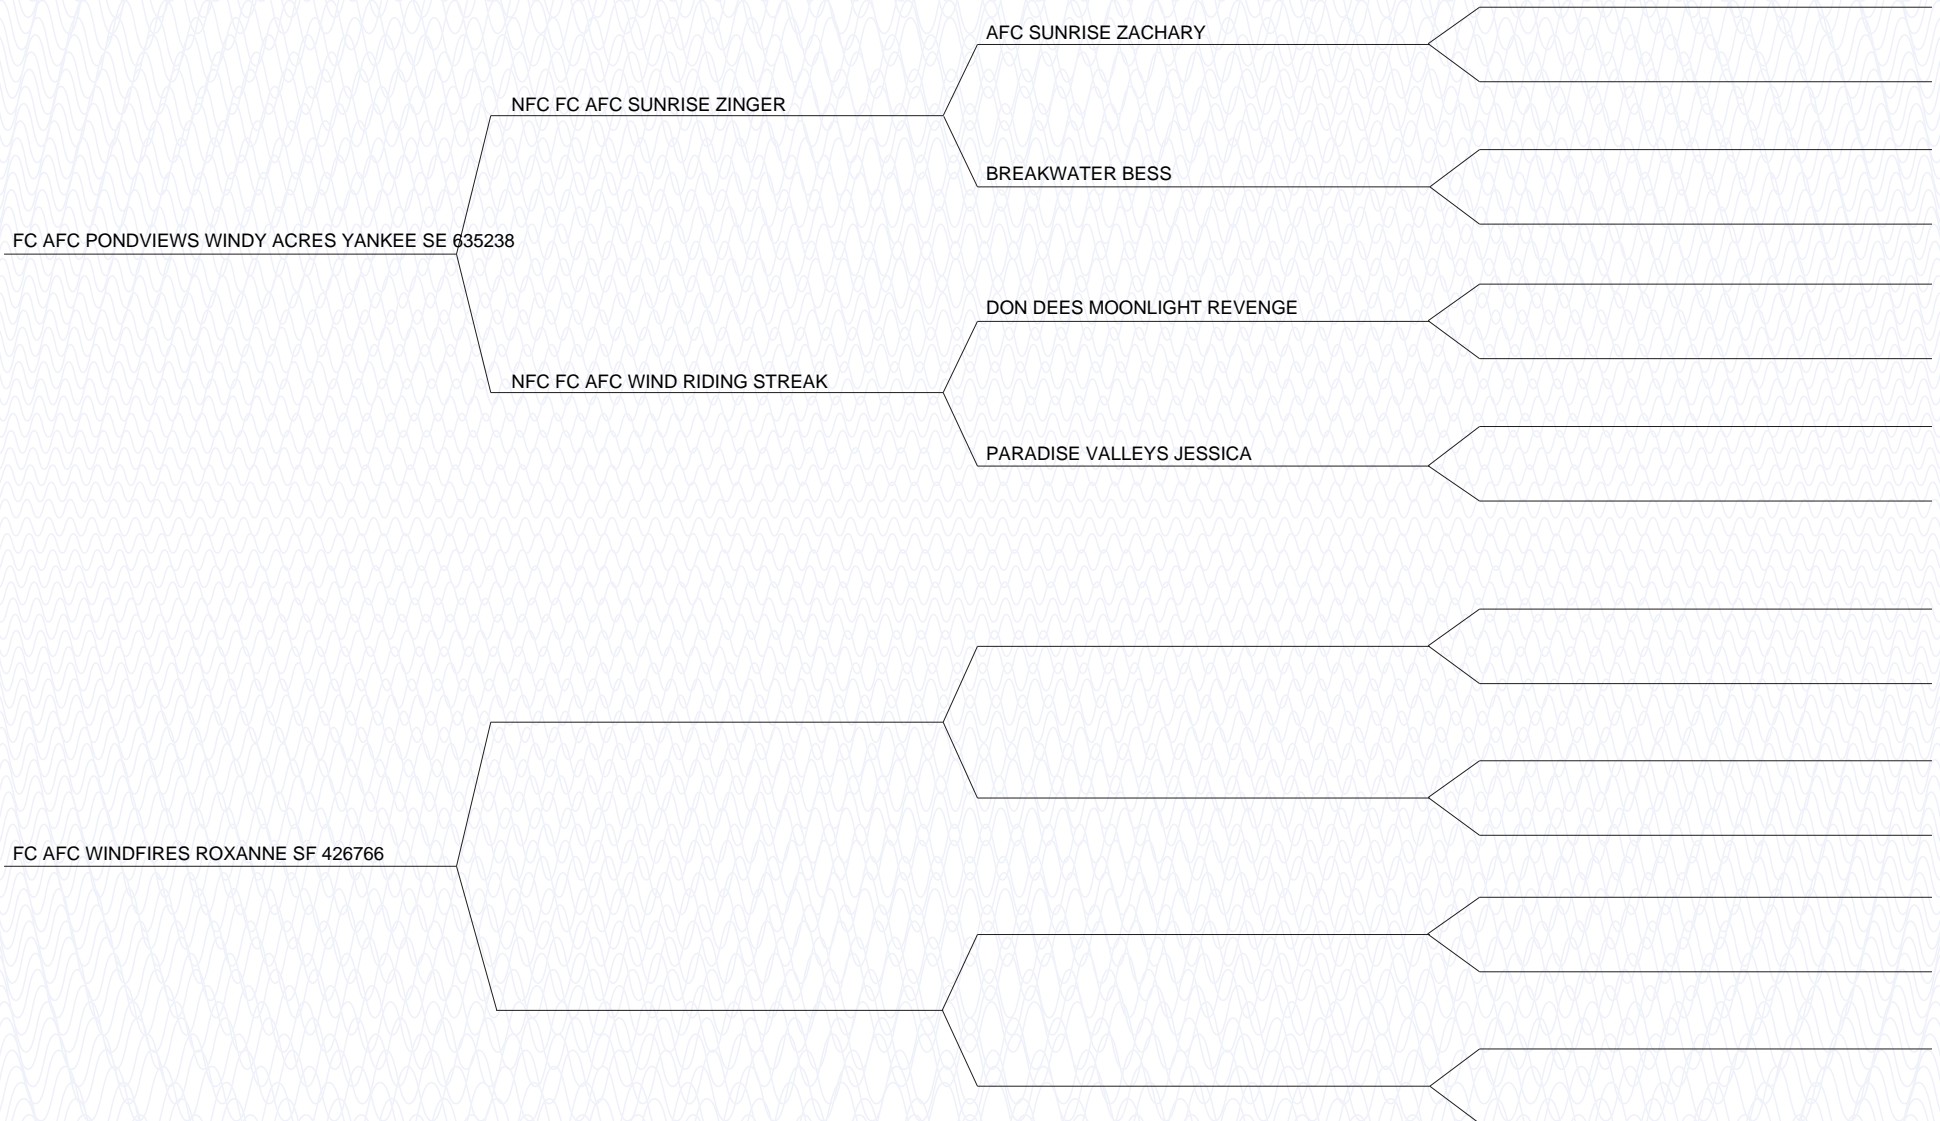 AFC SUNRISE ZACHARY
NFC FC AFC SUNRISE ZINGER
BREAKWATER BESS
FC AFC PONDVIEWS WINDY ACRES YANKEE SE 635238
DON DEES MOONLIGHT REVENGE
NFC FC AFC WIND RIDING STREAK
PARADISE VALLEYS JESSICA
FC AFC WINDFIRES ROXANNE SF 426766